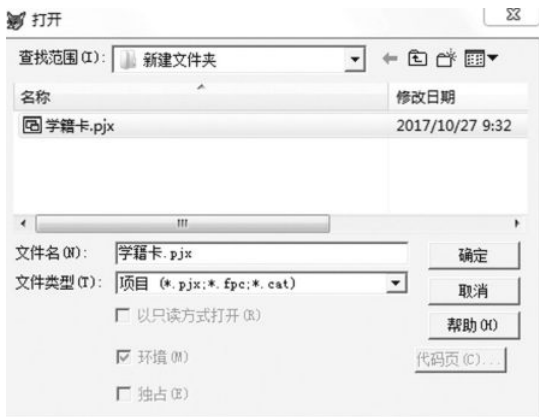 打开
查找范围(I): 新建文件夹
名称 修改日期
学籍卡.pjx 2017/10/27 9:32
文件名(N): 学籍卡.pjx 确定
文件类型(T): 项目 (*.pjx;*.fpc;*.cat) 取消
以只读方式打开(R) 帮助(H)
环境(M) 代码页(C)...
独占(E)